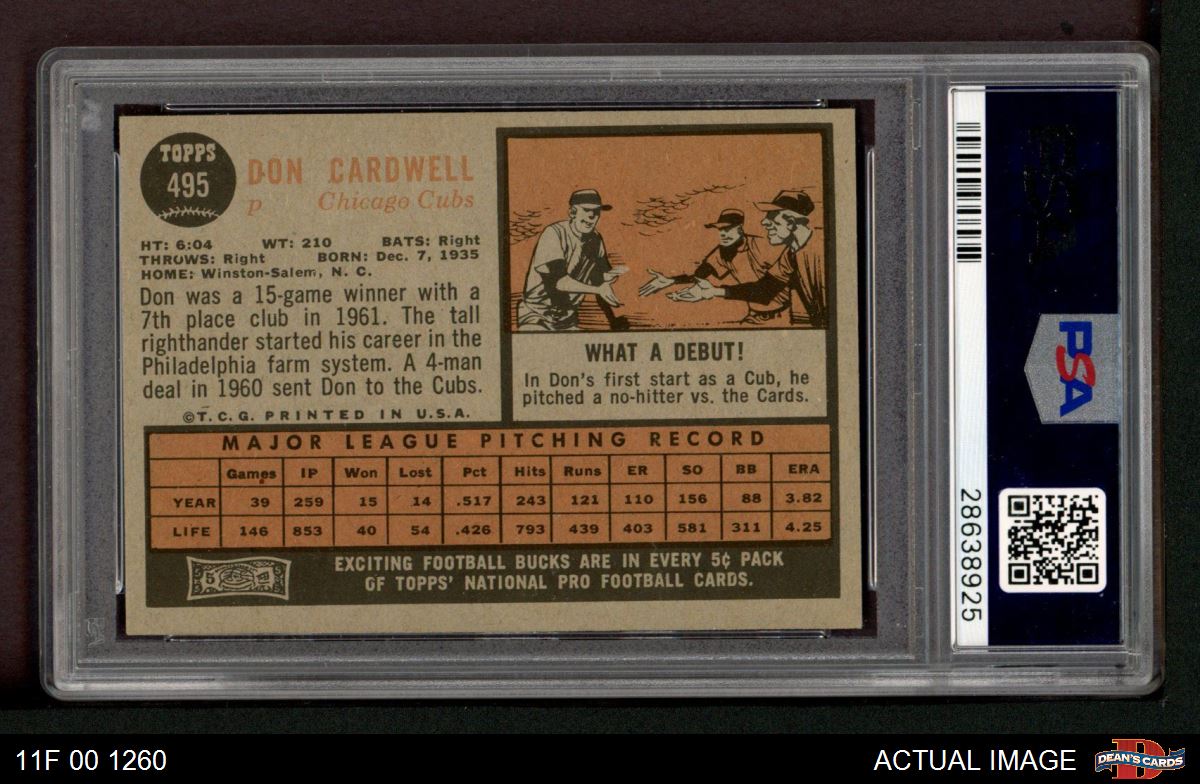 TOPPS
495
DON CARDWELL
P Chicago Cubs
HT: 6:04 WT: 210 BATS: Right
THROWS: Right BORN: Dec. 7, 1935
HOME: Winston-Salem, N. C.
Don was a 15-game winner with a
7th place club in 1961. The tall
righthander started his career in the
Philadelphia farm system. A 4-man
deal in 1960 sent Don to the Cubs.
©T.C.G. PRINTED IN U.S.A.
WHAT A DEBUT!
In Don's first start as a Cub, he
pitched a no-hitter vs. the Cards.
MAJOR LEAGUE PITCHING RECORD
Games IP Won Lost Pct Hits Runs ER SO BB ERA
YEAR 39 259 15 14 .517 243 121 110 156 88 3.82
LIFE 146 853 40 54 .426 793 439 403 581 311 4.25
5
EXCITING FOOTBALL BUCKS ARE IN EVERY 5¢ PACK
OF TOPPS' NATIONAL PRO FOOTBALL CARDS.
PSA
28638925
11F 00 1260
ACTUAL IMAGE
DEAN'S CARDS